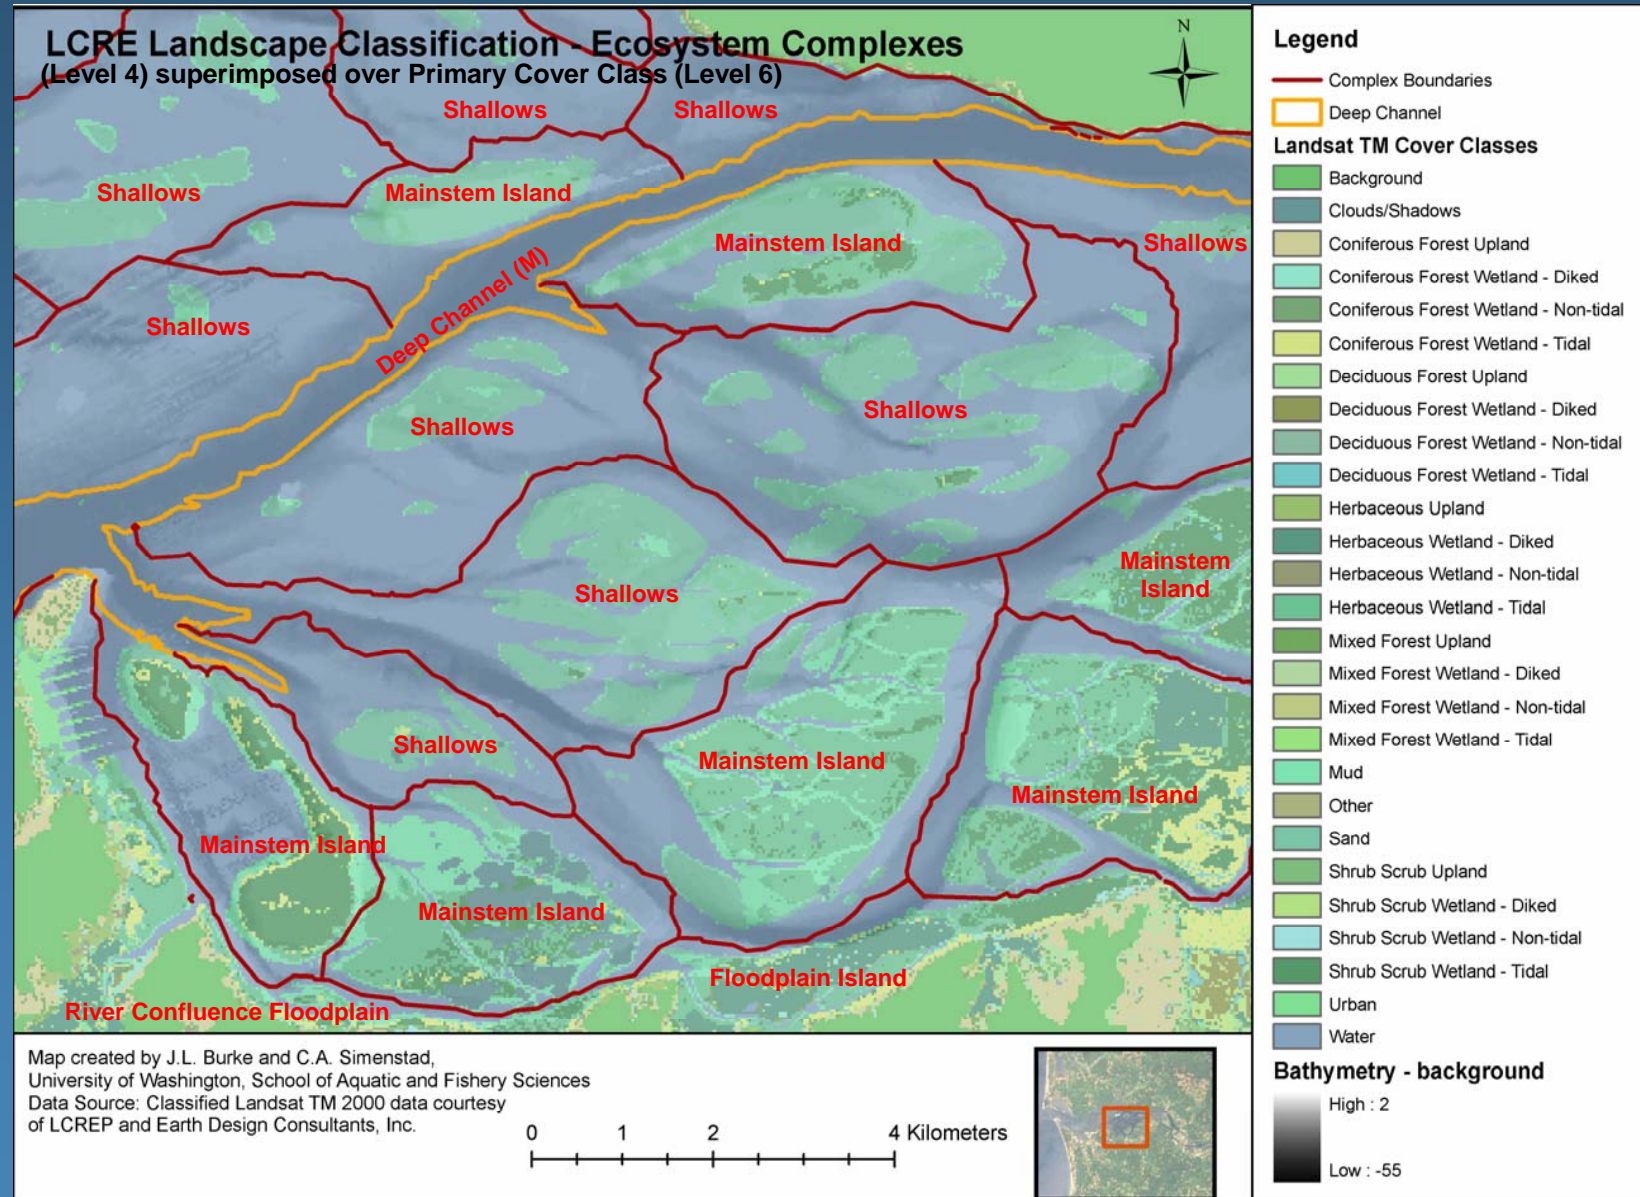 LCRE Landscape Classification - Ecosystem Complexes
(Level 4) superimposed over Primary Cover Class (Level 6)
N
Shallows
Shallows
Shallows
Mainstem Island
Mainstem Island
Shallows
Deep Channel (M)
Shallows
Shallows
Shallows
Mainstem
Island
Shallows
Shallows
Mainstem Island
Mainstem Island
Mainstem Island
Mainstem Island
Floodplain Island
River Confluence Floodplain
Map created by J.L. Burke and C.A. Simenstad,
University of Washington, School of Aquatic and Fishery Sciences
Data Source: Classified Landsat TM 2000 data courtesy
of LCREP and Earth Design Consultants, Inc.
0 1 2 4 Kilometers
Legend
Complex Boundaries
Deep Channel
Landsat TM Cover Classes
Background
Clouds/Shadows
Coniferous Forest Upland
Coniferous Forest Wetland - Diked
Coniferous Forest Wetland - Non-tidal
Coniferous Forest Wetland - Tidal
Deciduous Forest Upland
Deciduous Forest Wetland - Diked
Deciduous Forest Wetland - Non-tidal
Deciduous Forest Wetland - Tidal
Herbaceous Upland
Herbaceous Wetland - Diked
Herbaceous Wetland - Non-tidal
Herbaceous Wetland - Tidal
Mixed Forest Upland
Mixed Forest Wetland - Diked
Mixed Forest Wetland - Non-tidal
Mixed Forest Wetland - Tidal
Mud
Other
Sand
Shrub Scrub Upland
Shrub Scrub Wetland - Diked
Shrub Scrub Wetland - Non-tidal
Shrub Scrub Wetland - Tidal
Urban
Water
Bathymetry - background
High : 2
Low : -55